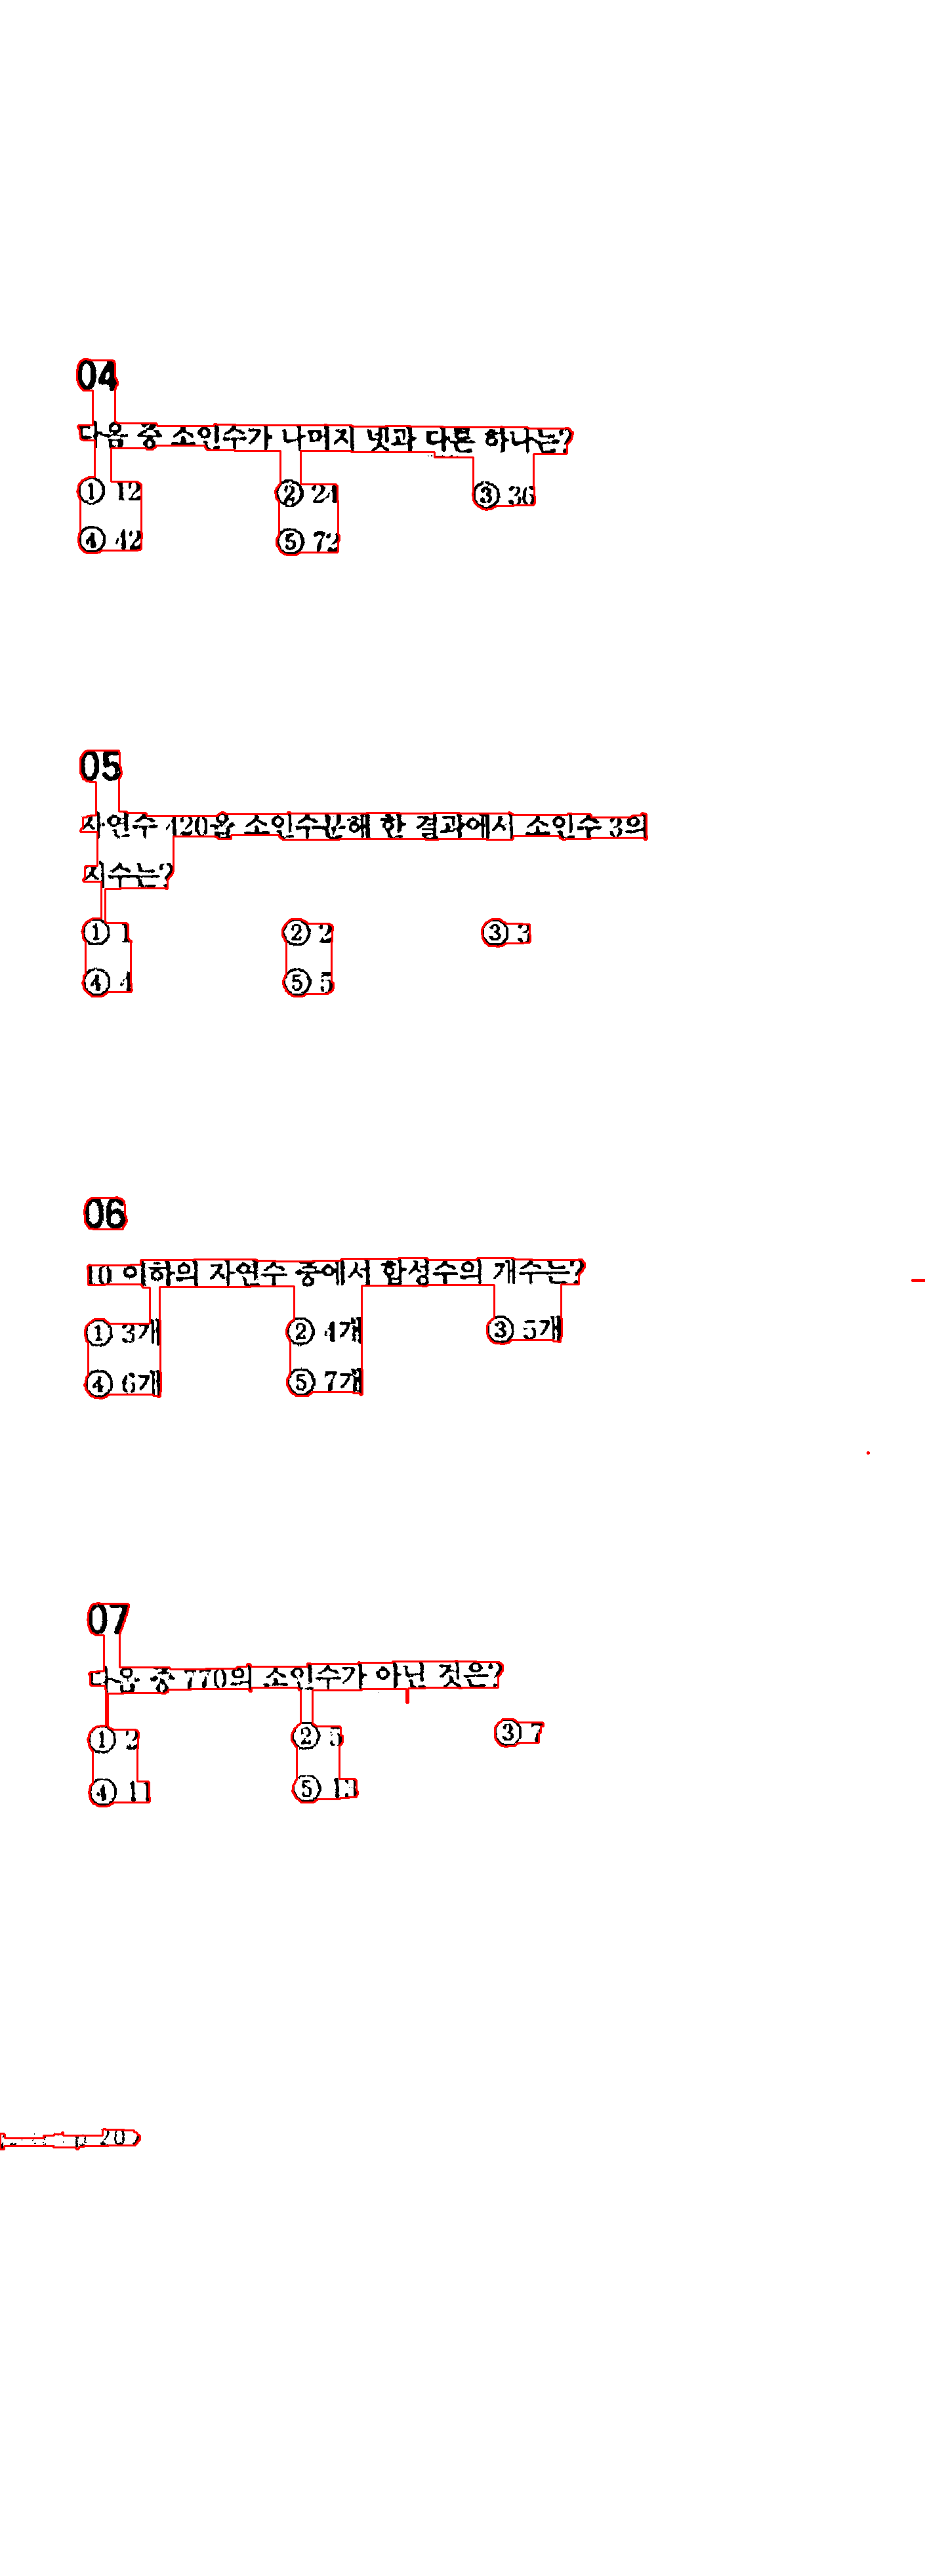 04
다음 중 소인수가 나머지 넷과 다른 하나는?
① 12 ② 24 ③ 36
④ 42 ⑤ 72
05
자연수 420을 소인수분해 한 결과에서 소인수 3의
지수는?
① 1 ② 2 ③ 3
④ 4 ⑤ 5
06
10 이하의 자연수 중에서 합성수의 개수는?
① 3개 ② 4개 ③ 5개
④ 6개 ⑤ 7개
07
다음 중 770의 소인수가 아닌 것은?
① 2 ② 5 ③ 7
④ 11 ⑤ 13